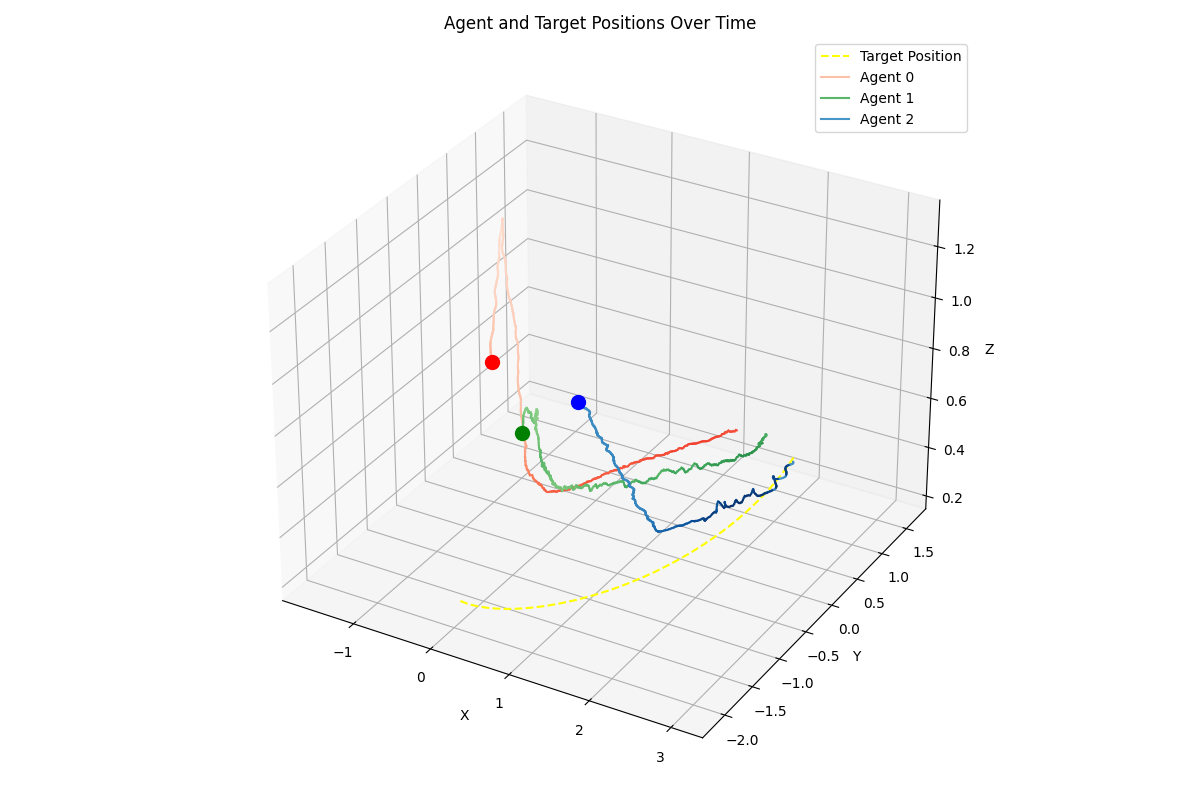 Agent and Target Positions Over Time
Target Position
Agent 0
Agent 1
Agent 2
1.2
1.0
0.8
0.6
0.4
0.2
Z
1.5
1.0
0.5
0.0
−0.5
−1.0
−1.5
−2.0
Y
−1
0
1
2
3
X